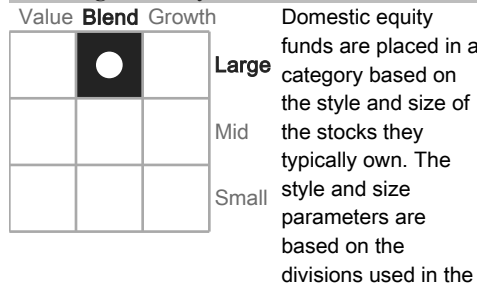 Value Blend Growth
Large
Mid
Small
Domestic equity
funds are placed in a
category based on
the style and size of
the stocks they
typically own. The
style and size
parameters are
based on the
divisions used in the